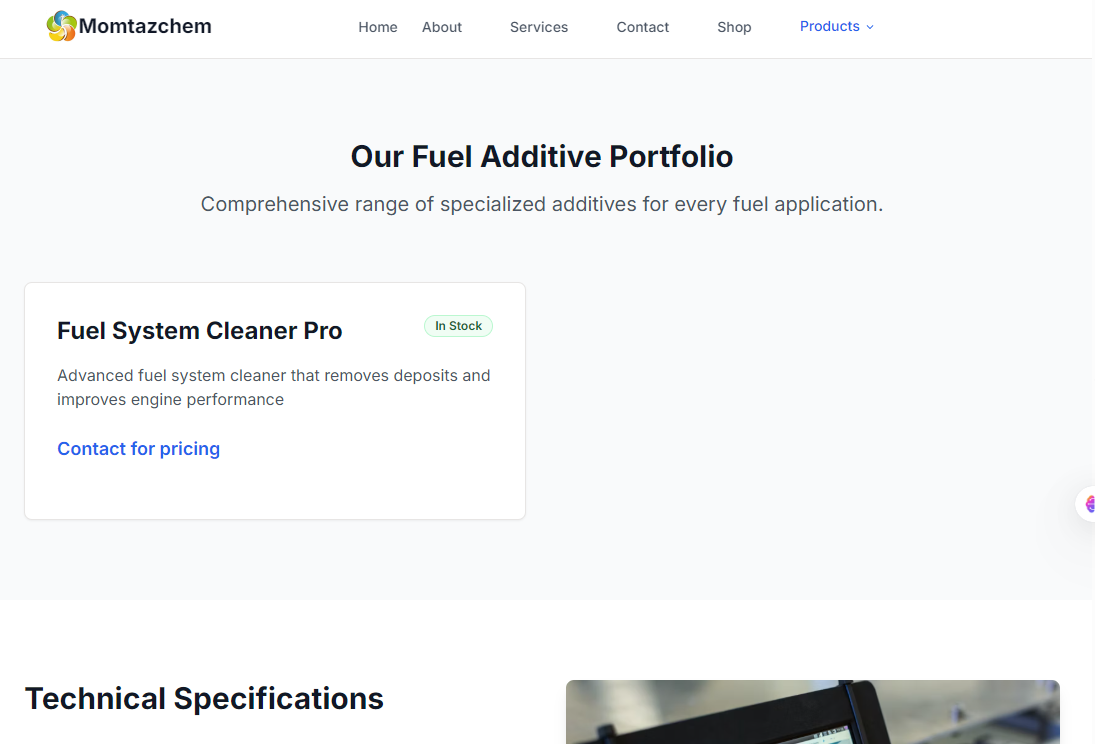 Momtazchem
Home About Services Contact Shop Products
Our Fuel Additive Portfolio
Comprehensive range of specialized additives for every fuel application.
Fuel System Cleaner Pro
In Stock
Advanced fuel system cleaner that removes deposits and
improves engine performance
Contact for pricing
Technical Specifications